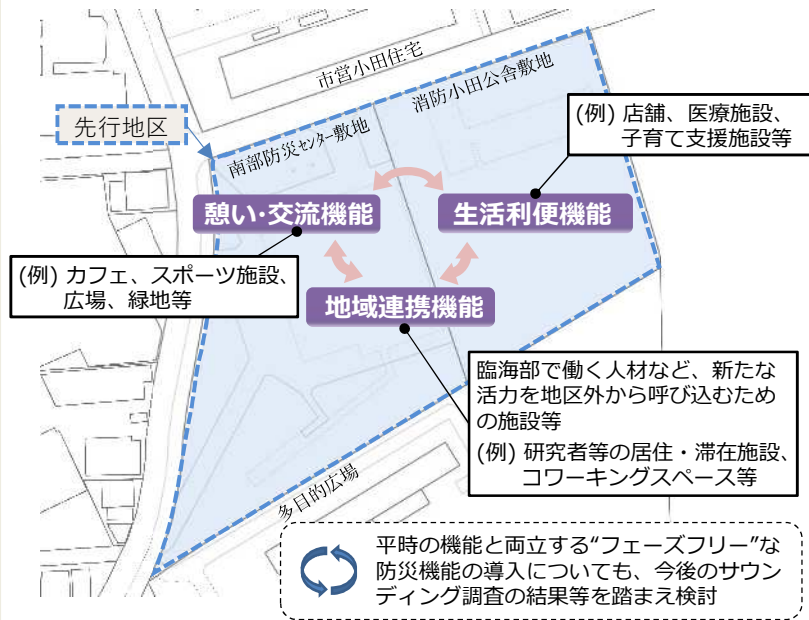 市営小田住宅
消防小田公舎敷地
先行地区
南部防災センター敷地
(例) 店舗、医療施設、
子育て支援施設等
憩い・交流機能
生活利便機能
(例) カフェ、スポーツ施設、
広場、緑地等
地域連携機能
臨海部で働く人材など、新たな
活力を地区外から呼び込むため
の施設等
(例) 研究者等の居住・滞在施設、
コワーキングスペース等
多目的広場
平時の機能と両立する“フェーズフリー”な
防災機能の導入についても、今後のサウン
ディング調査の結果等を踏まえ検討